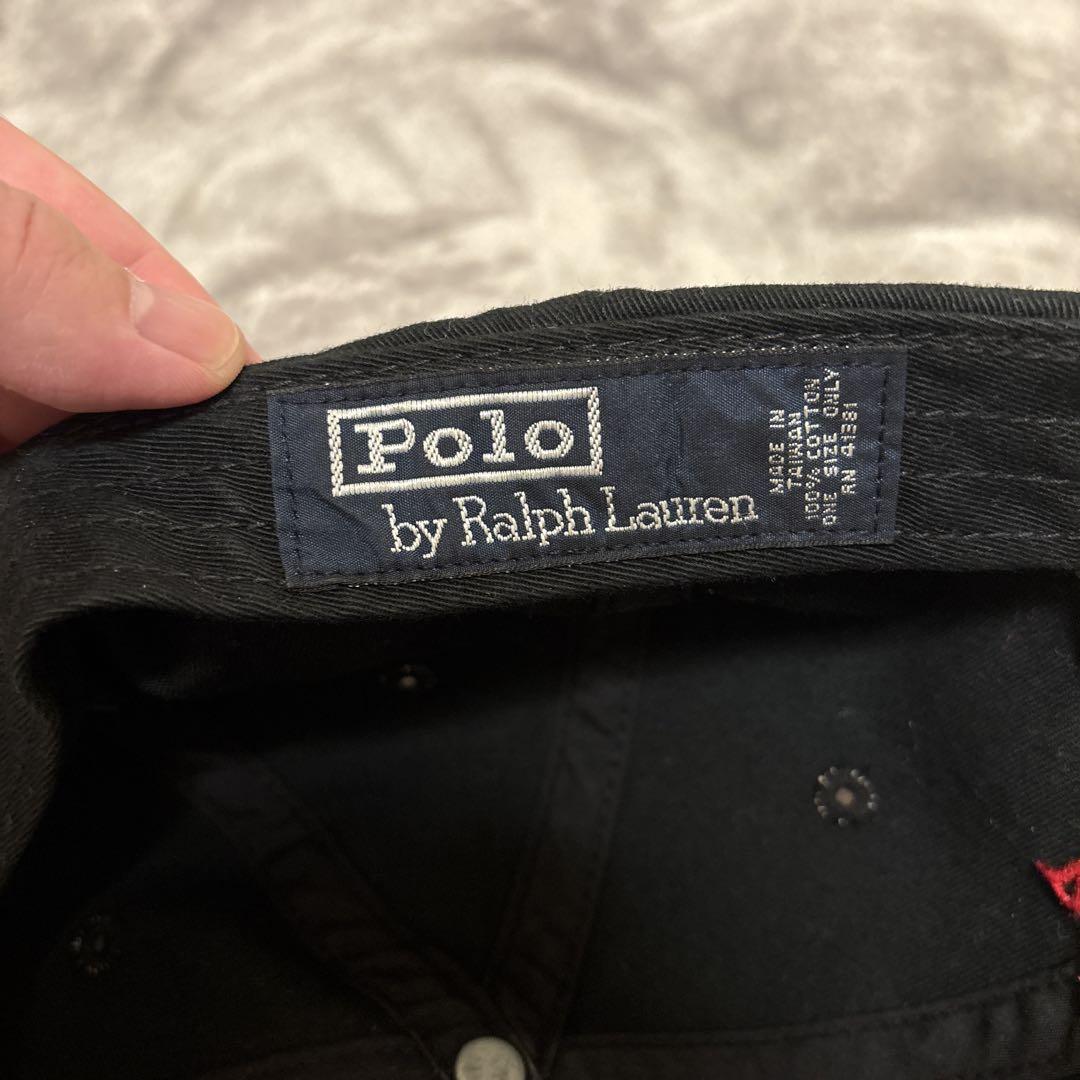 Polo
by Ralph Lauren
MADE IN
TAIWAN
100% COTTON
ONE SIZE ONLY
RN 41381